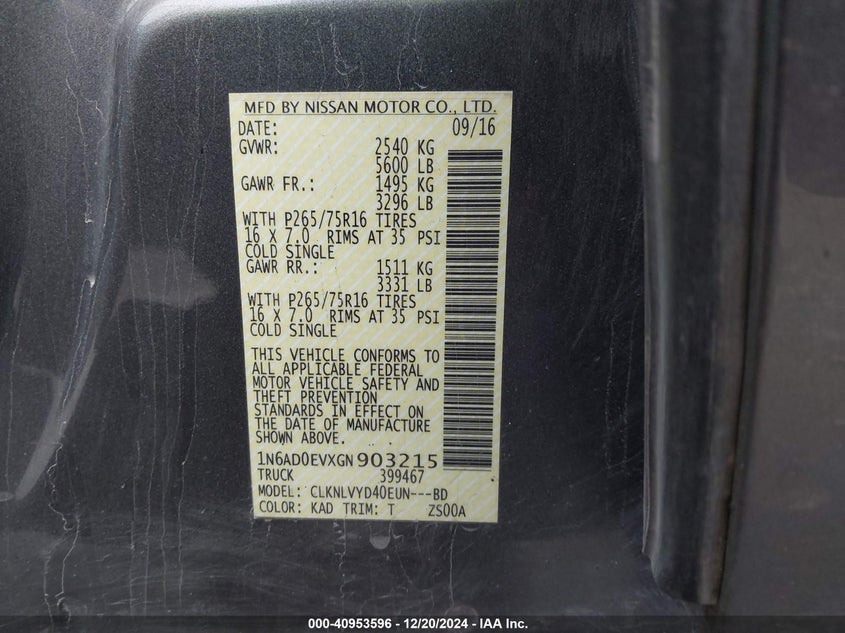 MFD BY NISSAN MOTOR CO., LTD.
DATE: 09/16
GVWR: 2540 KG
5600 LB
GAWR FR.: 1495 KG
3296 LB
WITH P265/75R16 TIRES
16 X 7.0 RIMS AT 35 PSI
COLD SINGLE
GAWR RR.: 1511 KG
3331 LB
WITH P265/75R16 TIRES
16 X 7.0 RIMS AT 35 PSI
COLD SINGLE
THIS VEHICLE CONFORMS TO
ALL APPLICABLE FEDERAL
MOTOR VEHICLE SAFETY AND
THEFT PREVENTION
STANDARDS IN EFFECT ON
THE DATE OF MANUFACTURE
SHOWN ABOVE.
1N6AD0EVXGN903215
TRUCK 399467
MODEL: CLKNLVYD40EUN---BD
COLOR: KAD TRIM: T ZS00A
000-40953596 - 12/20/2024 - IAA Inc.